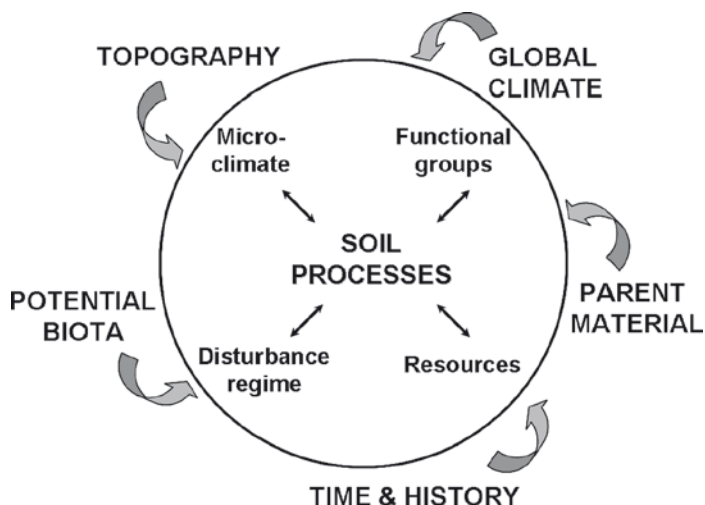 TOPOGRAPHY
GLOBAL
CLIMATE
Micro-
climate
Functional
groups
SOIL
PROCESSES
POTENTIAL
BIOTA
PARENT
MATERIAL
Disturbance
regime
Resources
TIME & HISTORY